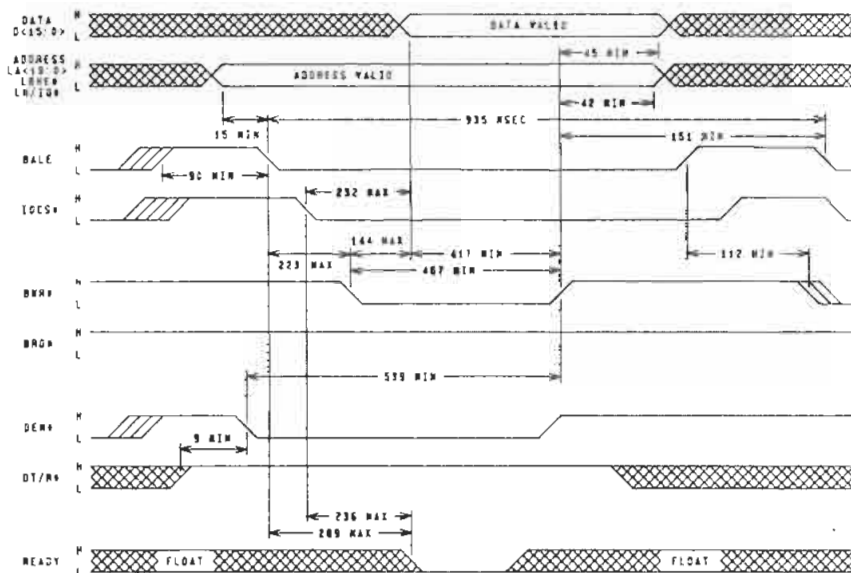 DATA
D<15:0>
H
L
DATA VALID
45 MIN
ADDRESS
LA<19:0>
LBHE*
LM/IO*
H
L
ADDRESS VALID
42 MIN
15 MIN
935 NSEC
151 MIN
BALE
H
L
90 MIN
IOCS*
H
L
232 MAX
144 MAX
417 MIN
223 MAX
467 MIN
112 MIN
BWR*
H
L
BRD*
H
L
539 MIN
DEN*
H
L
9 MIN
DT/R*
H
L
236 MAX
289 MAX
READY
H
L
FLOAT
FLOAT